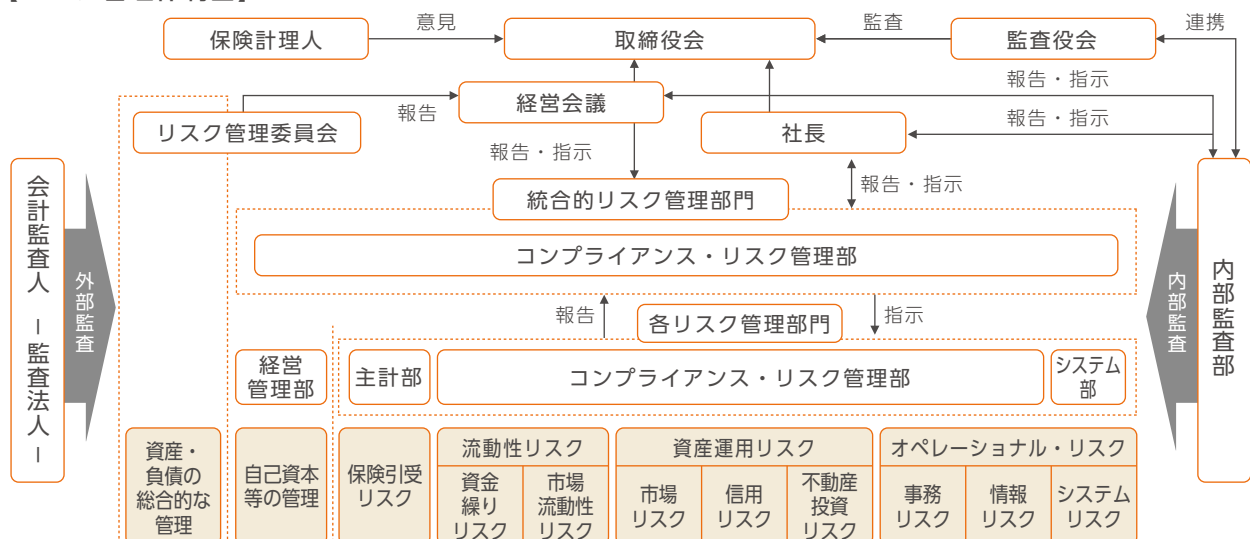 保険計理人
意見
取締役会
監査
監査役会
連携
報告・指示
経営会議
報告
リスク管理委員会
社長
報告・指示
報告・指示
報告・指示
統合的リスク管理部門
コンプライアンス・リスク管理部
会計監査人 ー監査法人ー
外部監査
内部監査
内部監査部
報告
各リスク管理部門
指示
経営
管理部
主計部
コンプライアンス・リスク管理部
システム
部
資産・
負債の
総合的な
管理
自己資本
等の管理
保険引受
リスク
流動性リスク
資金
繰り
リスク
市場
流動性
リスク
資産運用リスク
市場
リスク
信用
リスク
不動産
投資
リスク
オペレーショナル・リスク
事務
リスク
情報
リスク
システム
リスク